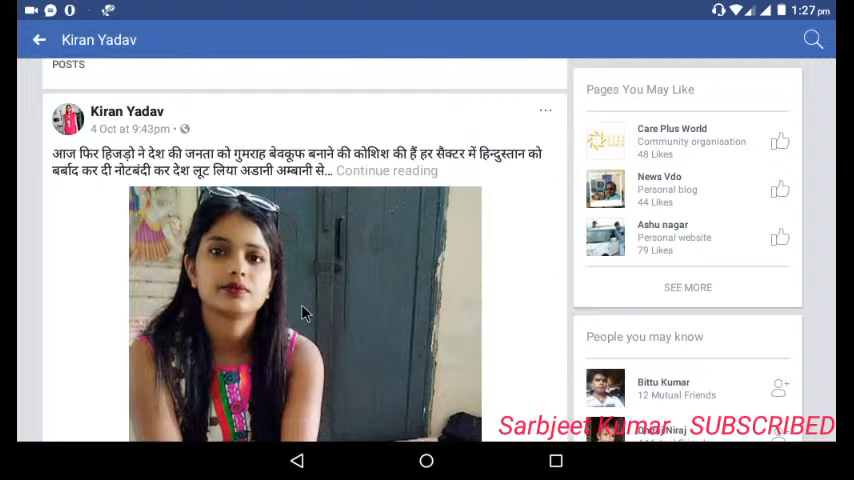 1:27 pm
Kiran Yadav
POSTS
Kiran Yadav
4 Oct at 9:43pm •
आज फिर हिजड़ो ने देश की जनता को गुमराह बेवकूफ बनाने की कोशिश की हैं हर सैक्टर में हिन्दुस्तान को
बर्बाद कर दी नोटबंदी कर देश लूट लिया अडानी अम्बानी से... Continue reading
Pages You May Like
Care Plus World
Community organisation
48 Likes
News Vdo
Personal blog
44 Likes
Ashu nagar
Personal website
79 Likes
SEE MORE
People you may know
Bittu Kumar
12 Mutual Friends
Niraj
Sarbjeet Kumar SUBSCRIBED